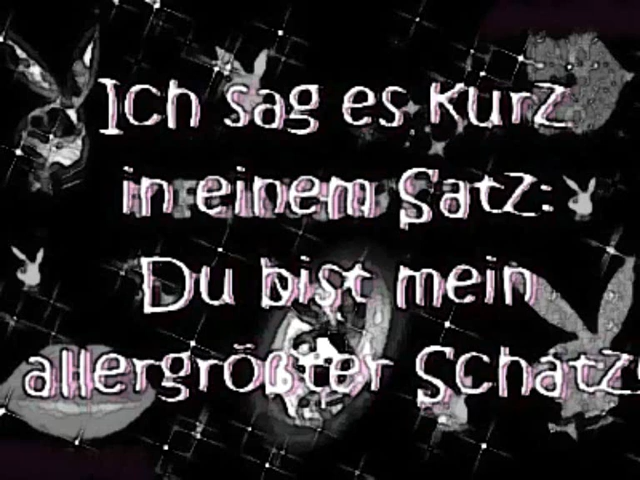 Ich sag es kurz
in einem Satz:
Du bist mein
allergrößter Schatz!